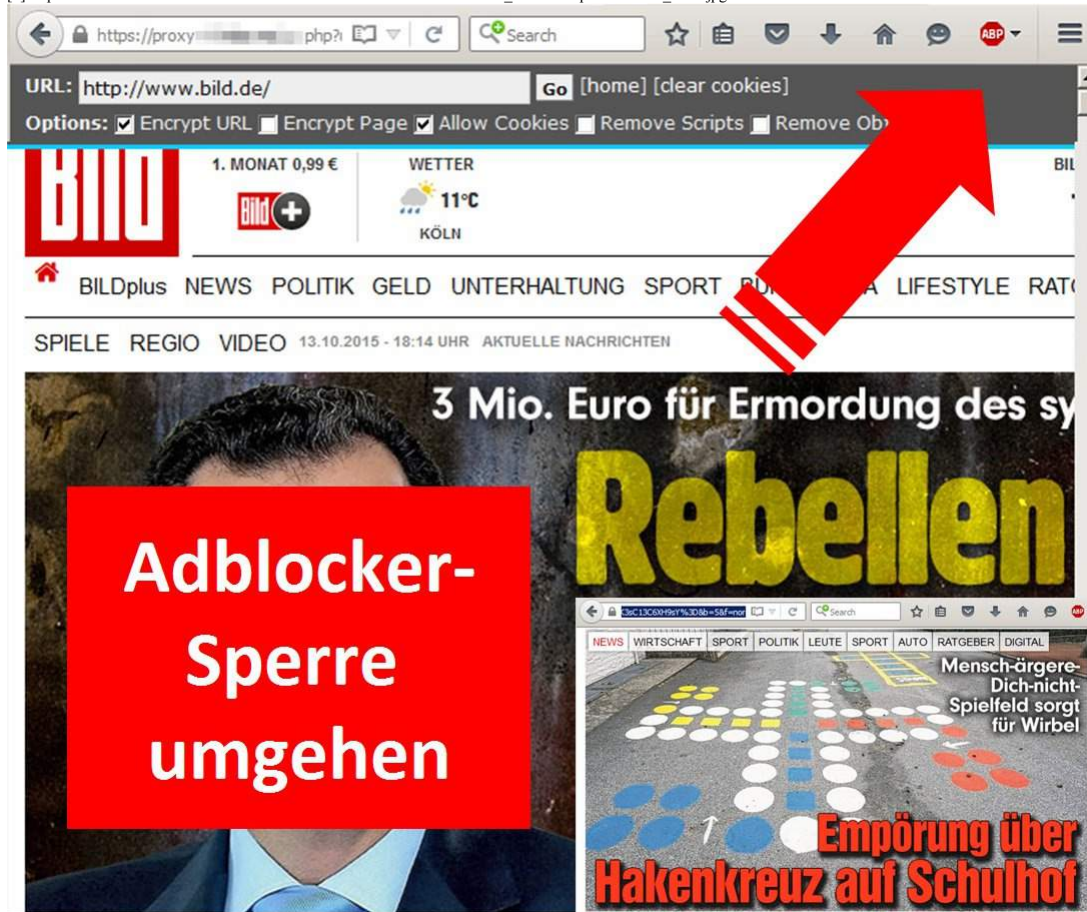 https://proxy php?
Search
ABP
URL: http://www.bild.de/ Go [home] [clear cookies]
Options: Encrypt URL Encrypt Page Allow Cookies Remove Scripts Remove
Bild
1. MONAT 0,99 €
Bild +
WETTER
11°C
KÖLN
BILDplus NEWS POLITIK GELD UNTERHALTUNG SPORT LIFESTYLE
SPIELE REGIO VIDEO 13.10.2015 - 18:14 UHR AKTUELLE NACHRICHTEN
3 Mio. Euro für Ermordung des
Rebellen
Adblocker-
Sperre
umgehen
Search
ABP
NEWS WIRTSCHAFT SPORT POLITIK LEUTE SPORT AUTO RATGEBER DIGITAL
Mensch-ärgere-
Dich-nicht-
Spielfeld sorgt
für Wirbel
Empörung über
Hakenkreuz auf Schulhof